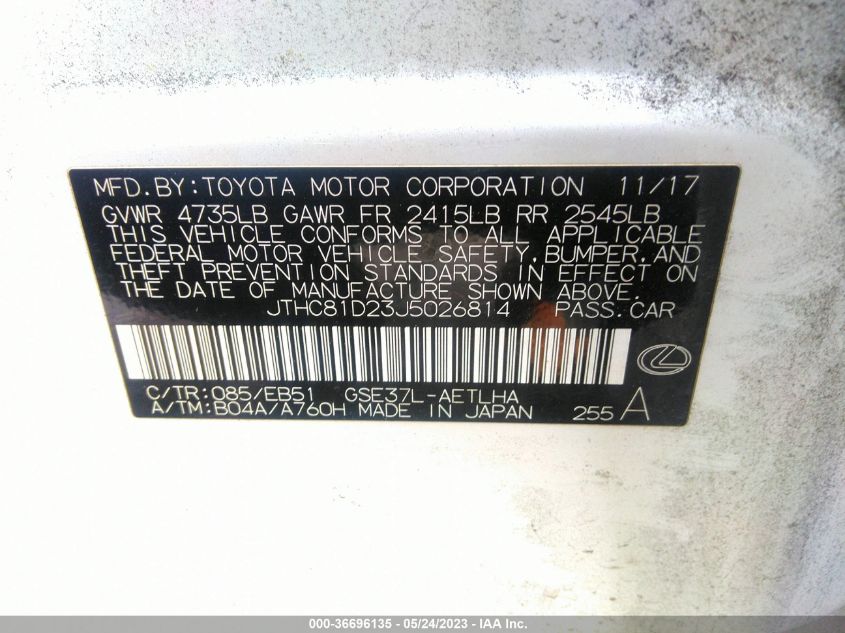 MFD.BY:TOYOTA MOTOR CORPORATION 11/17
GVWR 4735LB GAWR FR 2415LB RR 2545LB
THIS VEHICLE CONFORMS TO ALL APPLICABLE
FEDERAL MOTOR VEHICLE SAFETY,BUMPER,AND
THEFT PREVENTION STANDARDS IN EFFECT ON
THE DATE OF MANUFACTURE SHOWN ABOVE.
JTHC81D23J5026814 PASS.CAR
C/TR:085/EB51 GSE37L-AETLHA
A/TM:B04A/A760H MADE IN JAPAN 255 A
000-36696135 - 05/24/2023 - IAA Inc.